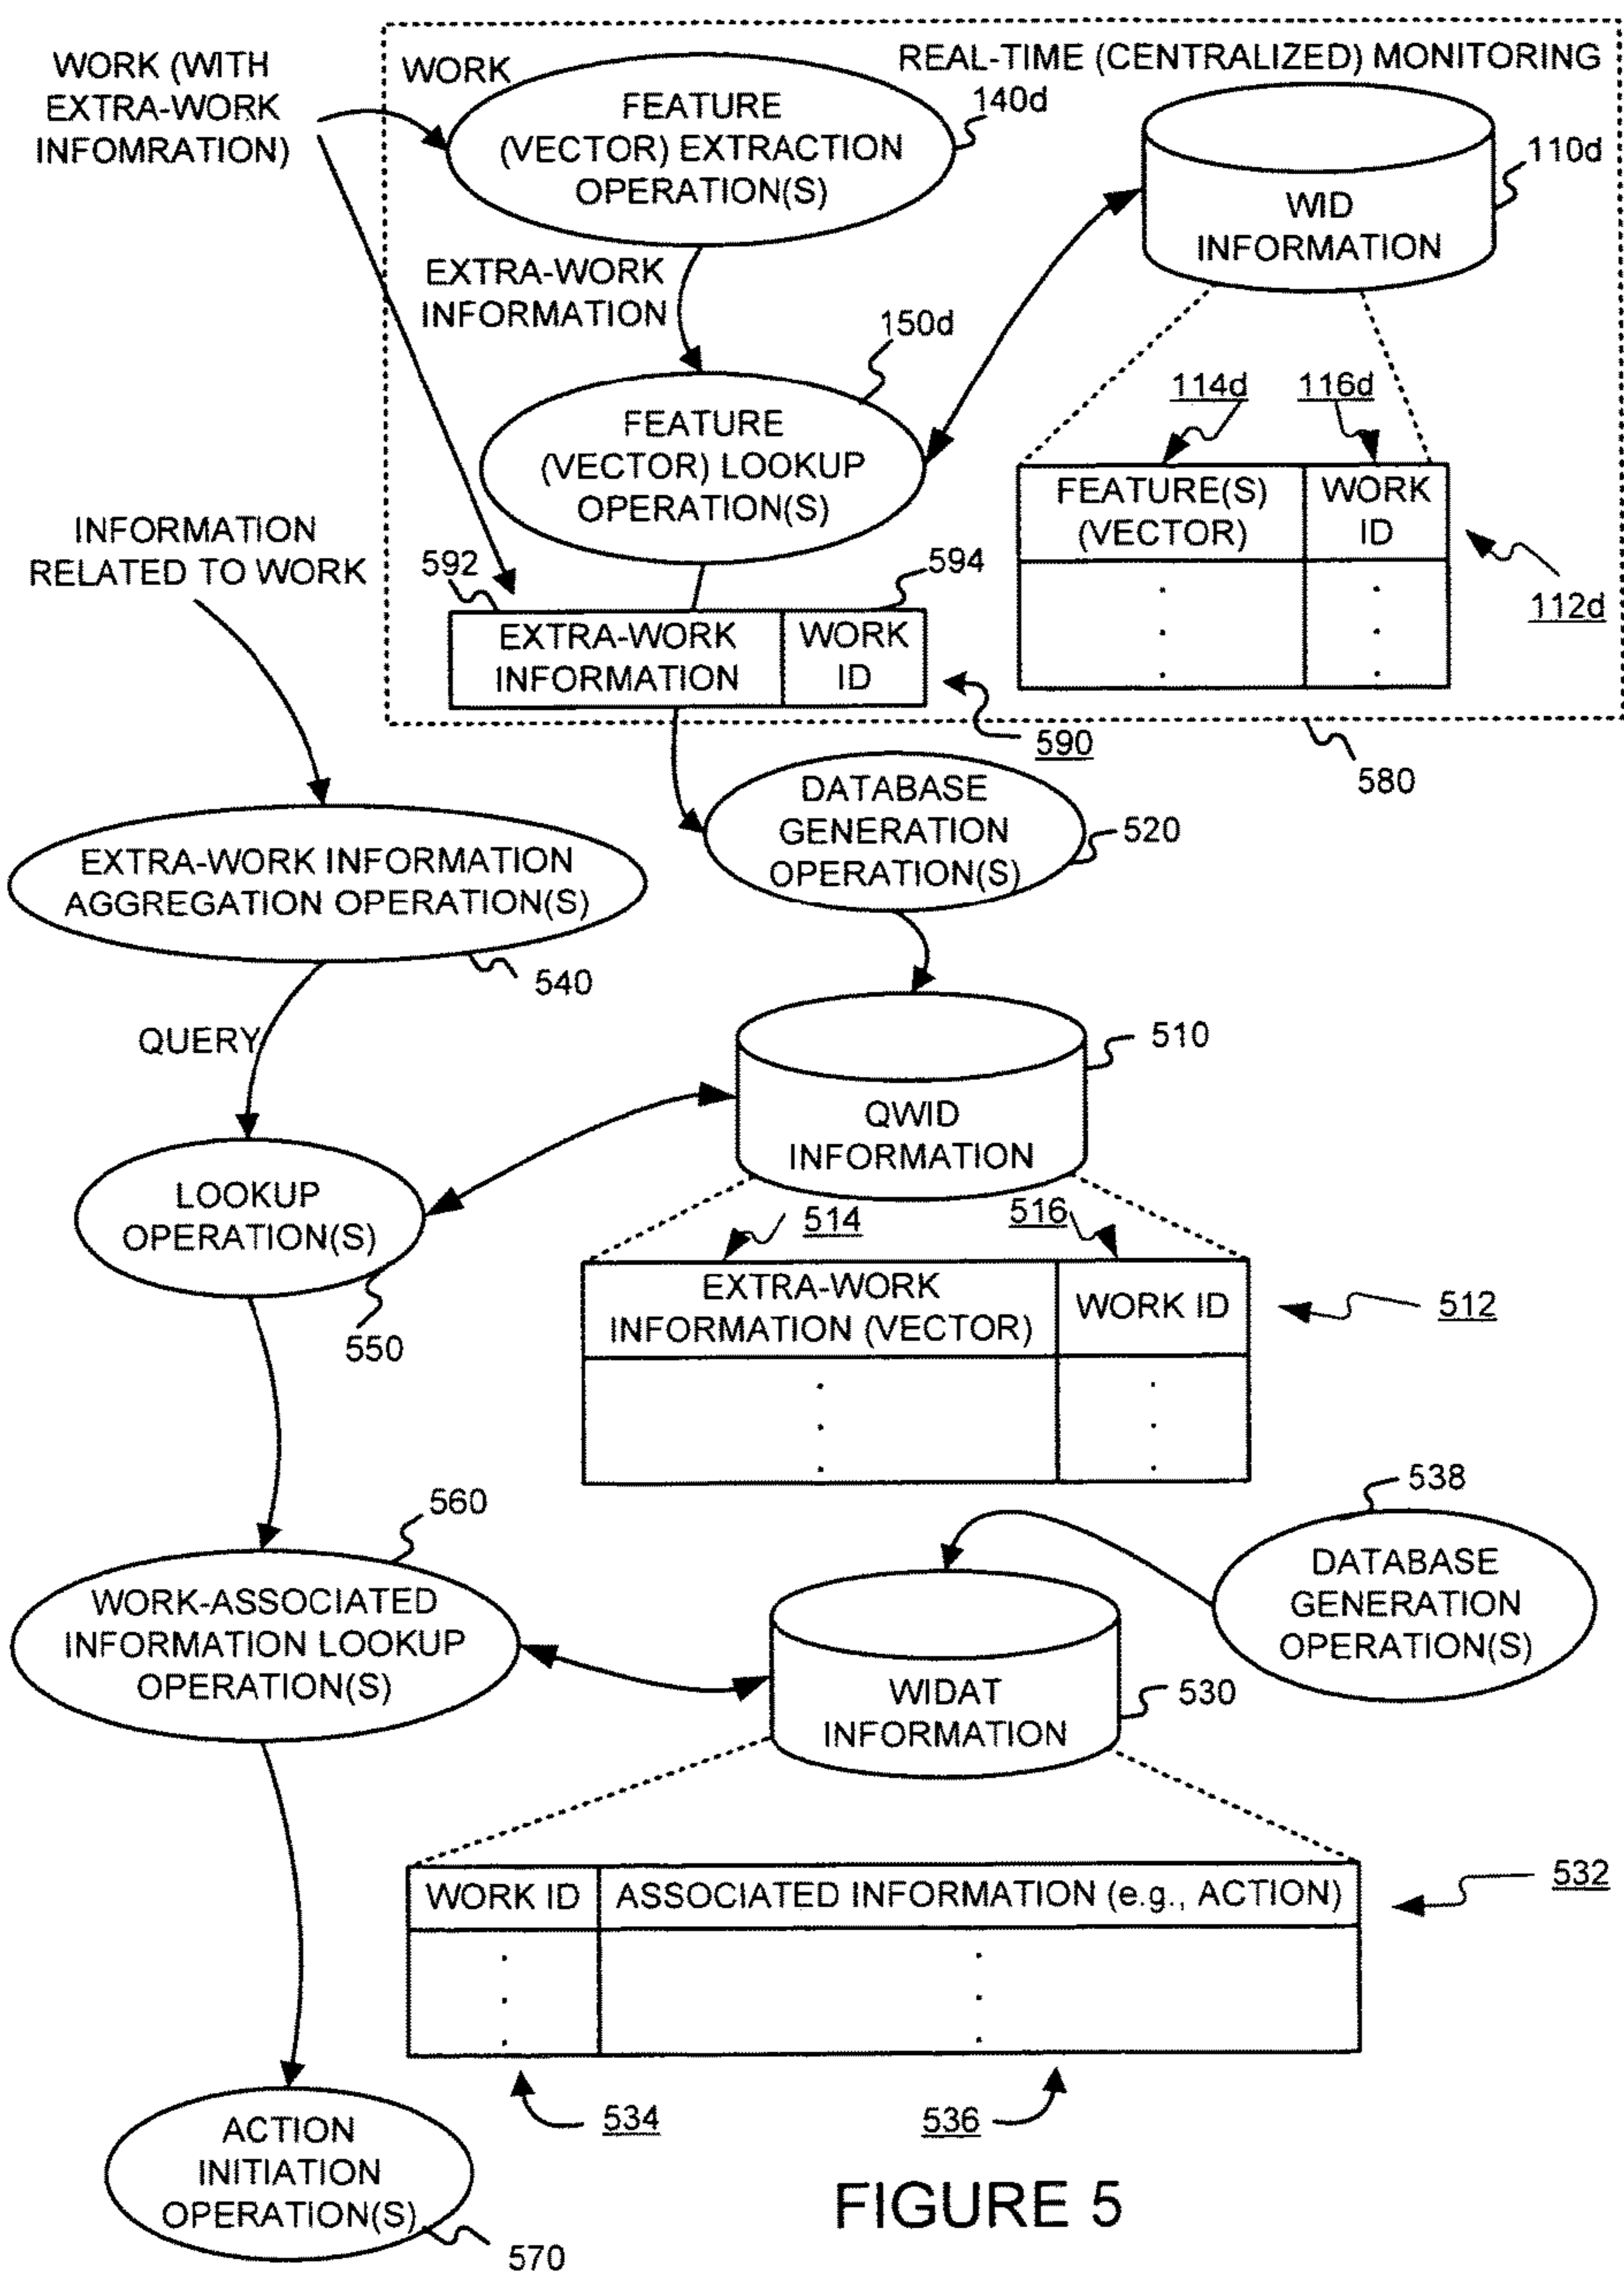 WORK (WITH
EXTRA-WORK
INFOMRATION)
WORK
REAL-TIME (CENTRALIZED) MONITORING
FEATURE
(VECTOR) EXTRACTION
OPERATION(S)
140d
WID
INFORMATION
110d
EXTRA-WORK
INFORMATION
150d
FEATURE
(VECTOR) LOOKUP
OPERATION(S)
114d
116d
FEATURE(S)
(VECTOR)
WORK
ID
112d
INFORMATION
RELATED TO WORK
592
594
EXTRA-WORK
INFORMATION
WORK
ID
590
580
DATABASE
GENERATION
OPERATION(S)
520
EXTRA-WORK INFORMATION
AGGREGATION OPERATION(S)
540
QUERY
510
QWID
INFORMATION
LOOKUP
OPERATION(S)
550
514
516
EXTRA-WORK
INFORMATION (VECTOR)
WORK ID
512
538
DATABASE
GENERATION
OPERATION(S)
560
WORK-ASSOCIATED
INFORMATION LOOKUP
OPERATION(S)
WIDAT
INFORMATION
530
WORK ID
ASSOCIATED INFORMATION (e.g., ACTION)
532
534
536
ACTION
INITIATION
OPERATION(S)
570
FIGURE 5